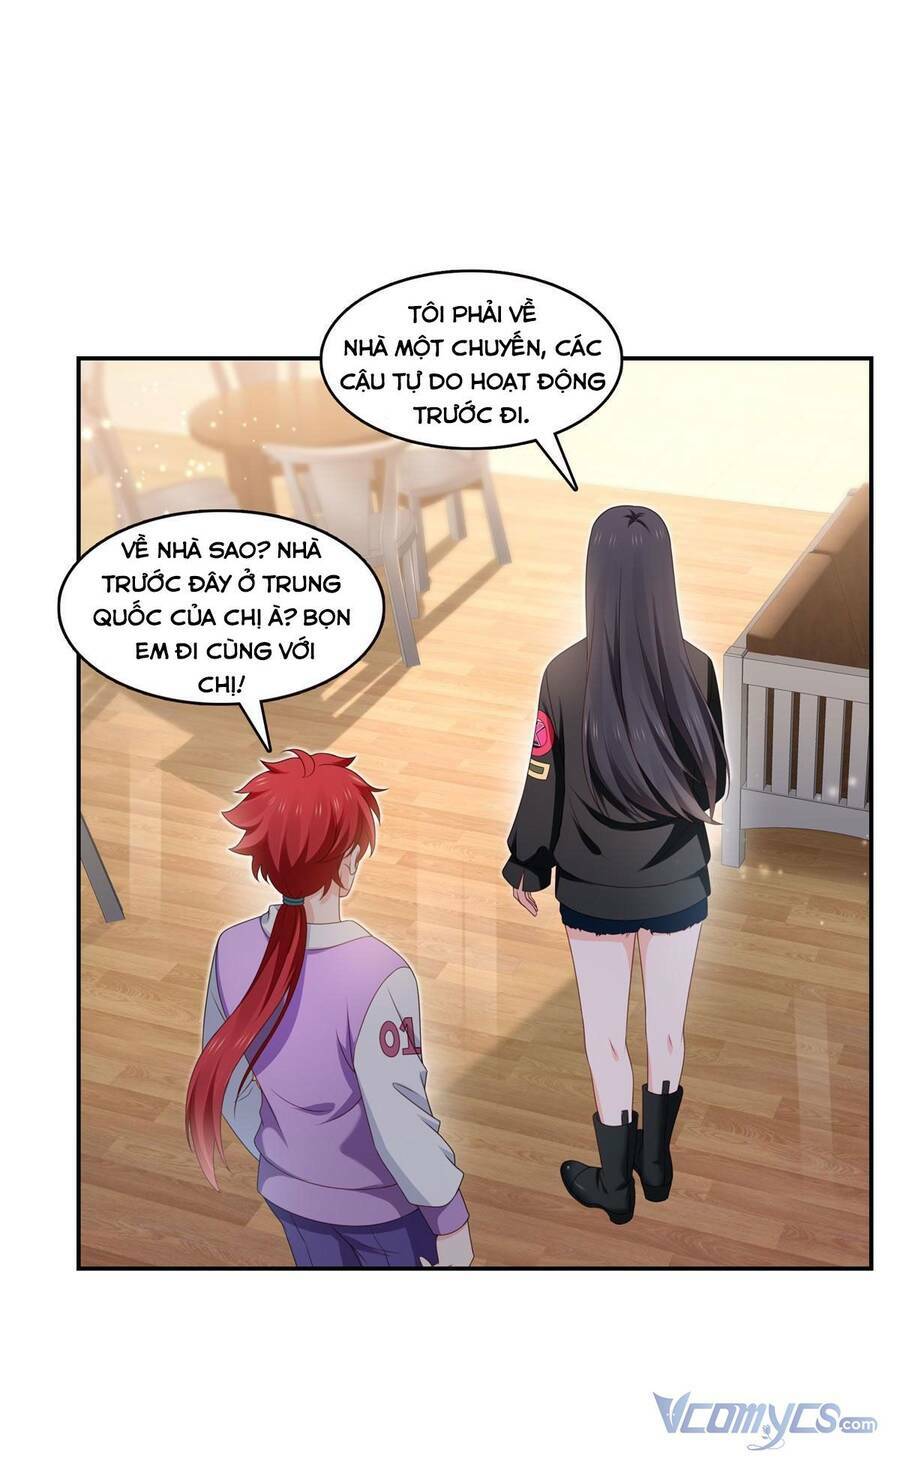 TÔI PHẢI VỀ
NHÀ MỘT CHUYẾN, CÁC
CẬU TỰ DO HOẠT ĐỘNG
TRƯỚC ĐI.
VỀ NHÀ SAO? NHÀ
TRƯỚC ĐÂY Ở TRUNG
QUỐC CỦA CHỊ À? BỌN
EM ĐI CÙNG VỚI
CHỊ!
01
VCOMYCS.com